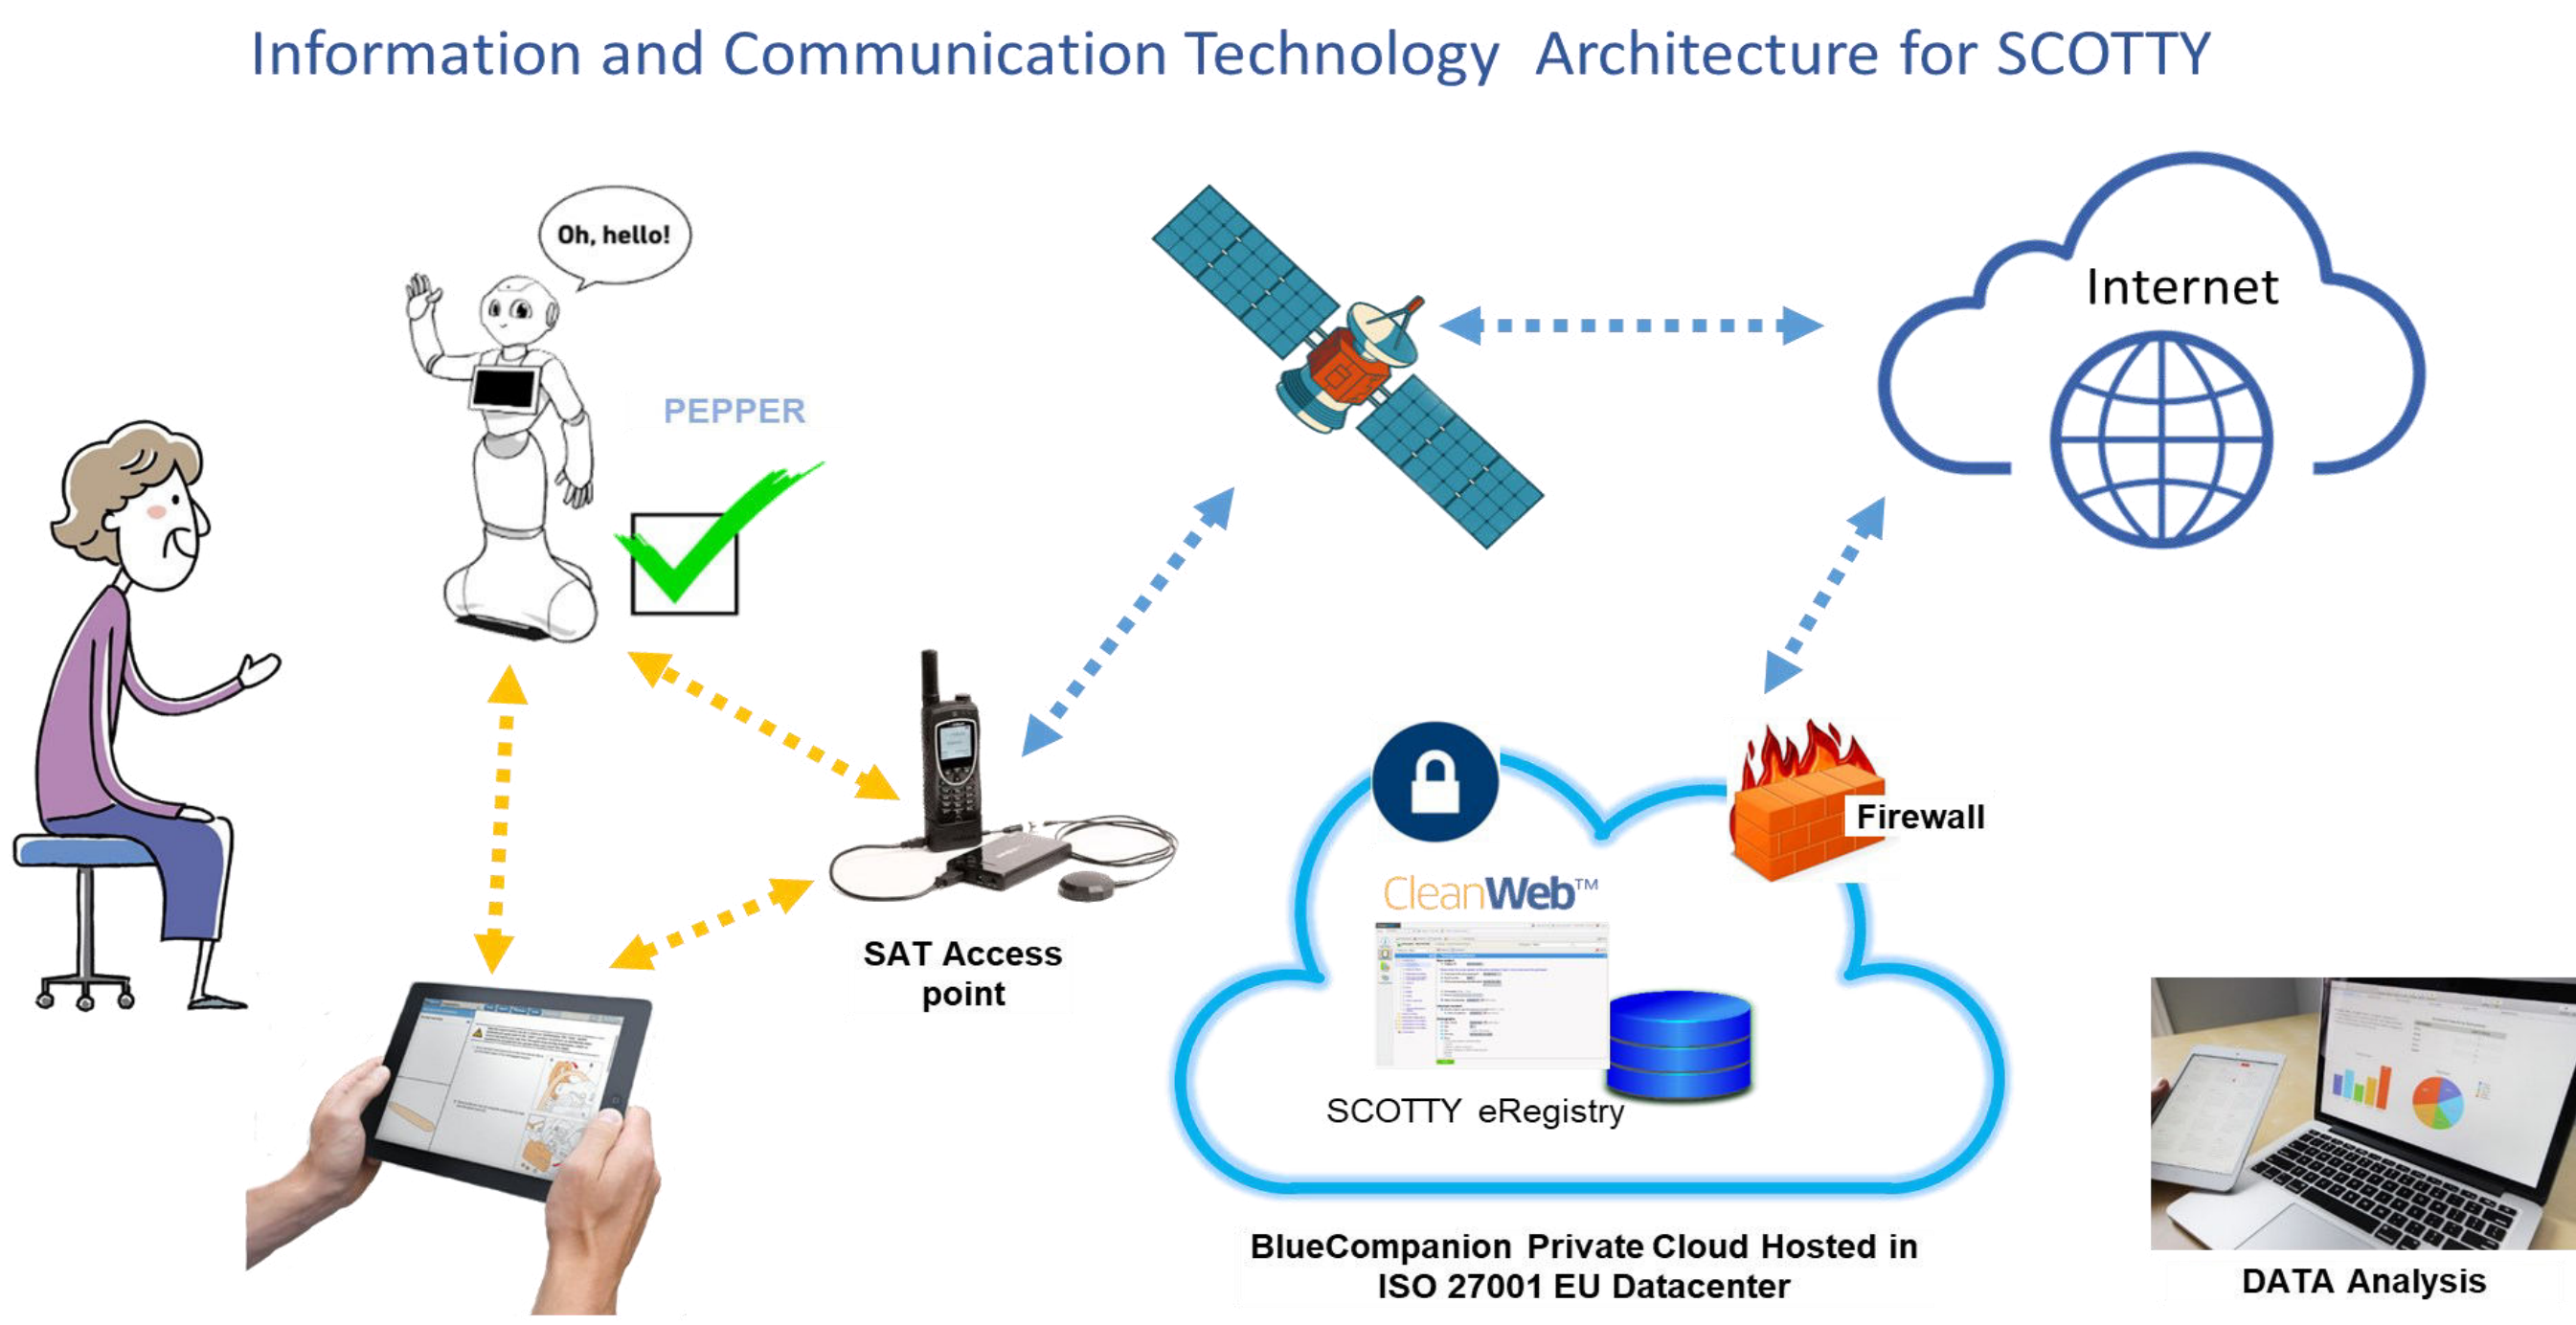 Information and Communication Technology Architecture for SCOTTY
Oh, hello!
Internet
PEPPER
Firewall
CleanWeb™
SAT Access
point
SCOTTY eRegistry
BlueCompanion Private Cloud Hosted in
ISO 27001 EU Datacenter
DATA Analysis